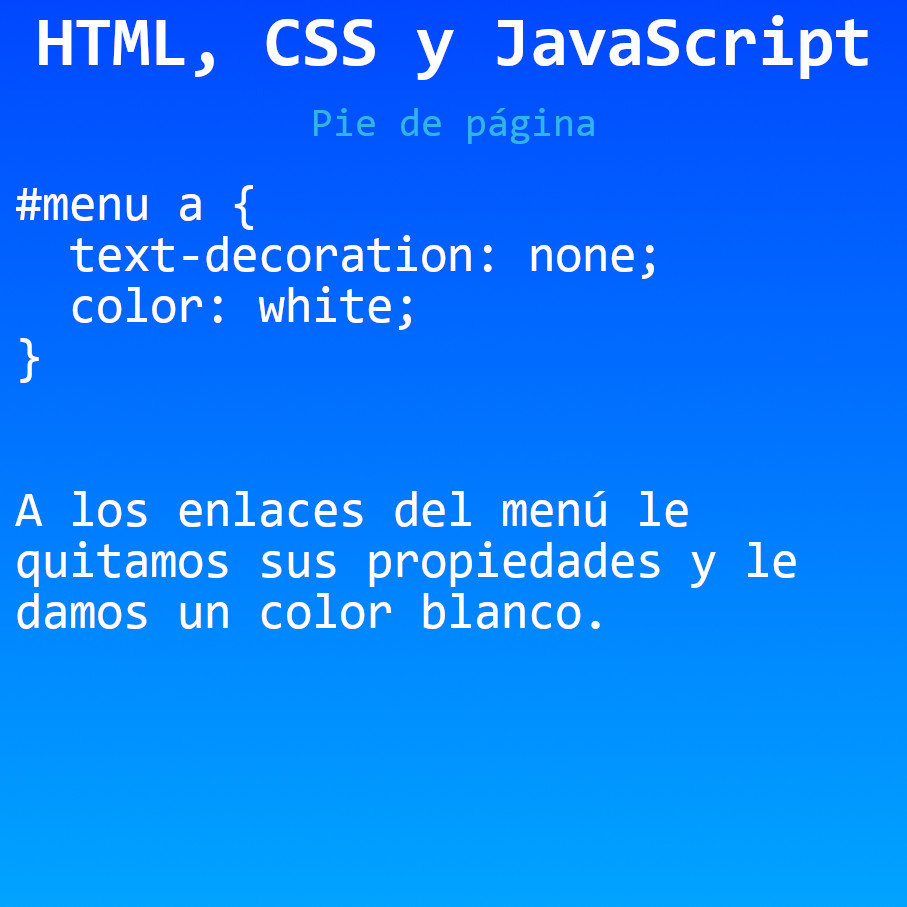 HTML, CSS y JavaScript
Pie de página
#menu a {
  text-decoration: none;
  color: white;
}
A los enlaces del menú le
quitamos sus propiedades y le
damos un color blanco.